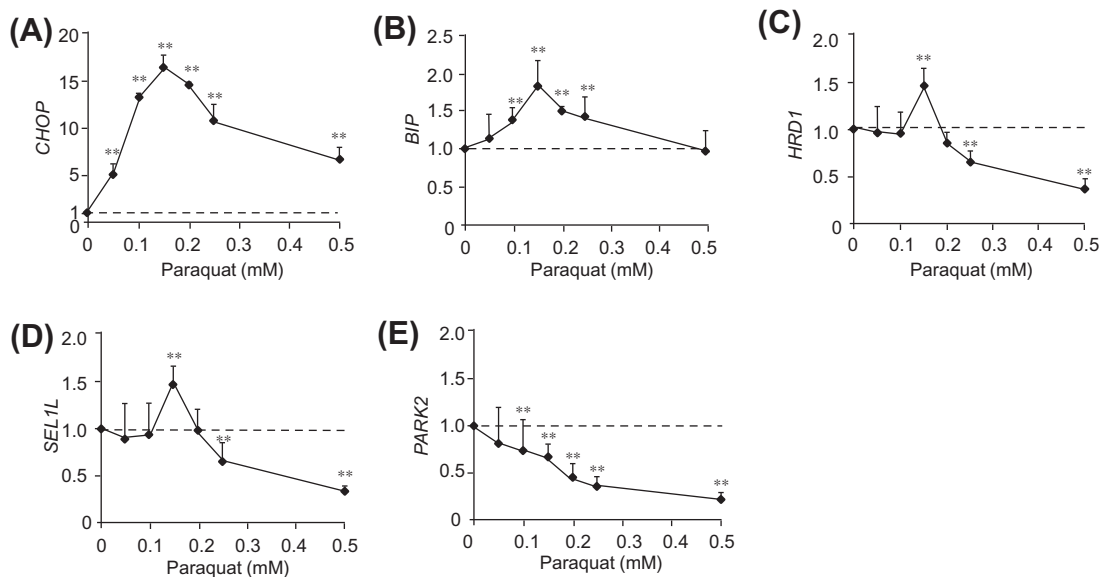 (A)
20
15
10
5
1
0
CHOP
** ** ** ** ** **
0 0.1 0.2 0.3 0.4 0.5
Paraquat (mM)
(B)
2.5
2.0
1.5
1.0
0.5
0
BIP
** ** ** **
0 0.1 0.2 0.3 0.4 0.5
Paraquat (mM)
(C)
2.0
1.5
1.0
0.5
0
HRD1
** ** **
0 0.1 0.2 0.3 0.4 0.5
Paraquat (mM)
(D)
2.0
1.5
1.0
0.5
0
SEL1L
** ** **
0 0.1 0.2 0.3 0.4 0.5
Paraquat (mM)
(E)
2.0
1.5
1.0
0.5
0
PARK2
** ** ** ** **
0 0.1 0.2 0.3 0.4 0.5
Paraquat (mM)